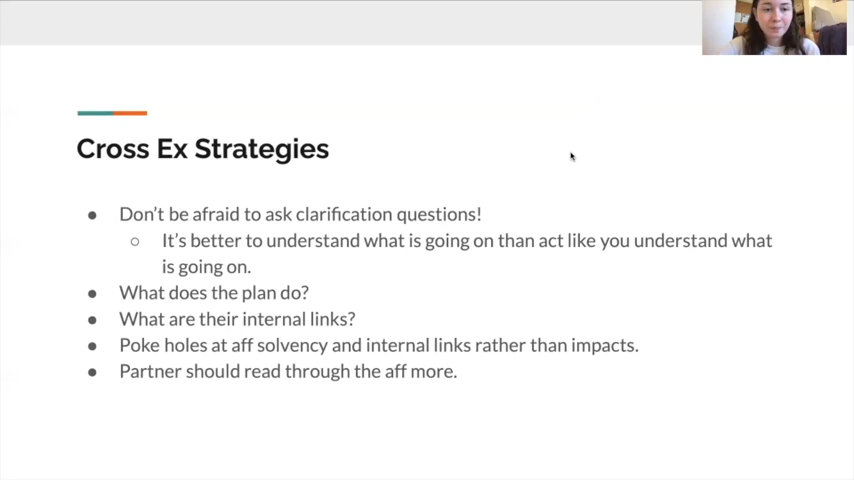 Cross Ex Strategies
● Don't be afraid to ask clarification questions!
○ It's better to understand what is going on than act like you understand what
is going on.
● What does the plan do?
● What are their internal links?
● Poke holes at aff solvency and internal links rather than impacts.
● Partner should read through the aff more.